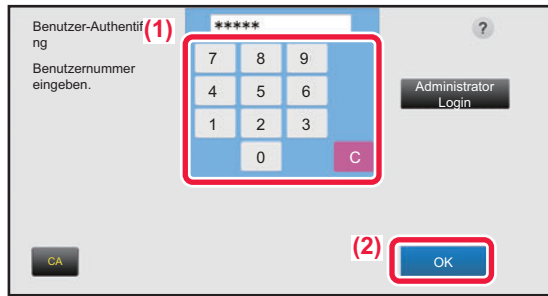 Benutzer-Authentif
ng
(1)
*****
?
Benutzernummer
eingeben.
7 8 9
4 5 6
1 2 3
0 C
Administrator
Login
(2)
CA
OK